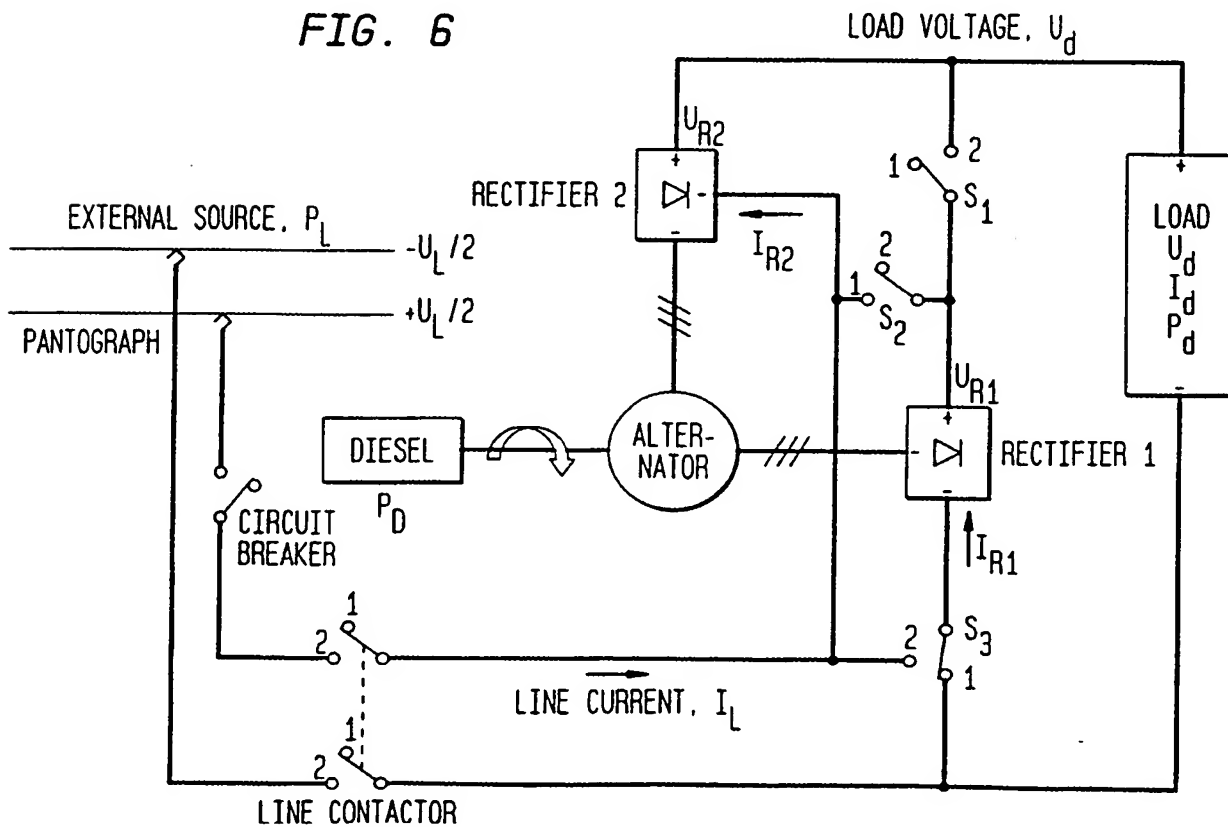 FIG. 6
LOAD VOLTAGE, U_d
U_R2
+
-
RECTIFIER 2
I_R2
1
2
S_1
2
1
S_2
+
LOAD
U_d
I_d
P_d
-
EXTERNAL SOURCE, P_L
-U_L/2
+U_L/2
PANTOGRAPH
U_R1
DIESEL
P_D
ALTER-
NATOR
+
-
-
RECTIFIER 1
I_R1
CIRCUIT
BREAKER
1
2
2
S_3
1
LINE CURRENT, I_L
1
2
LINE CONTACTOR